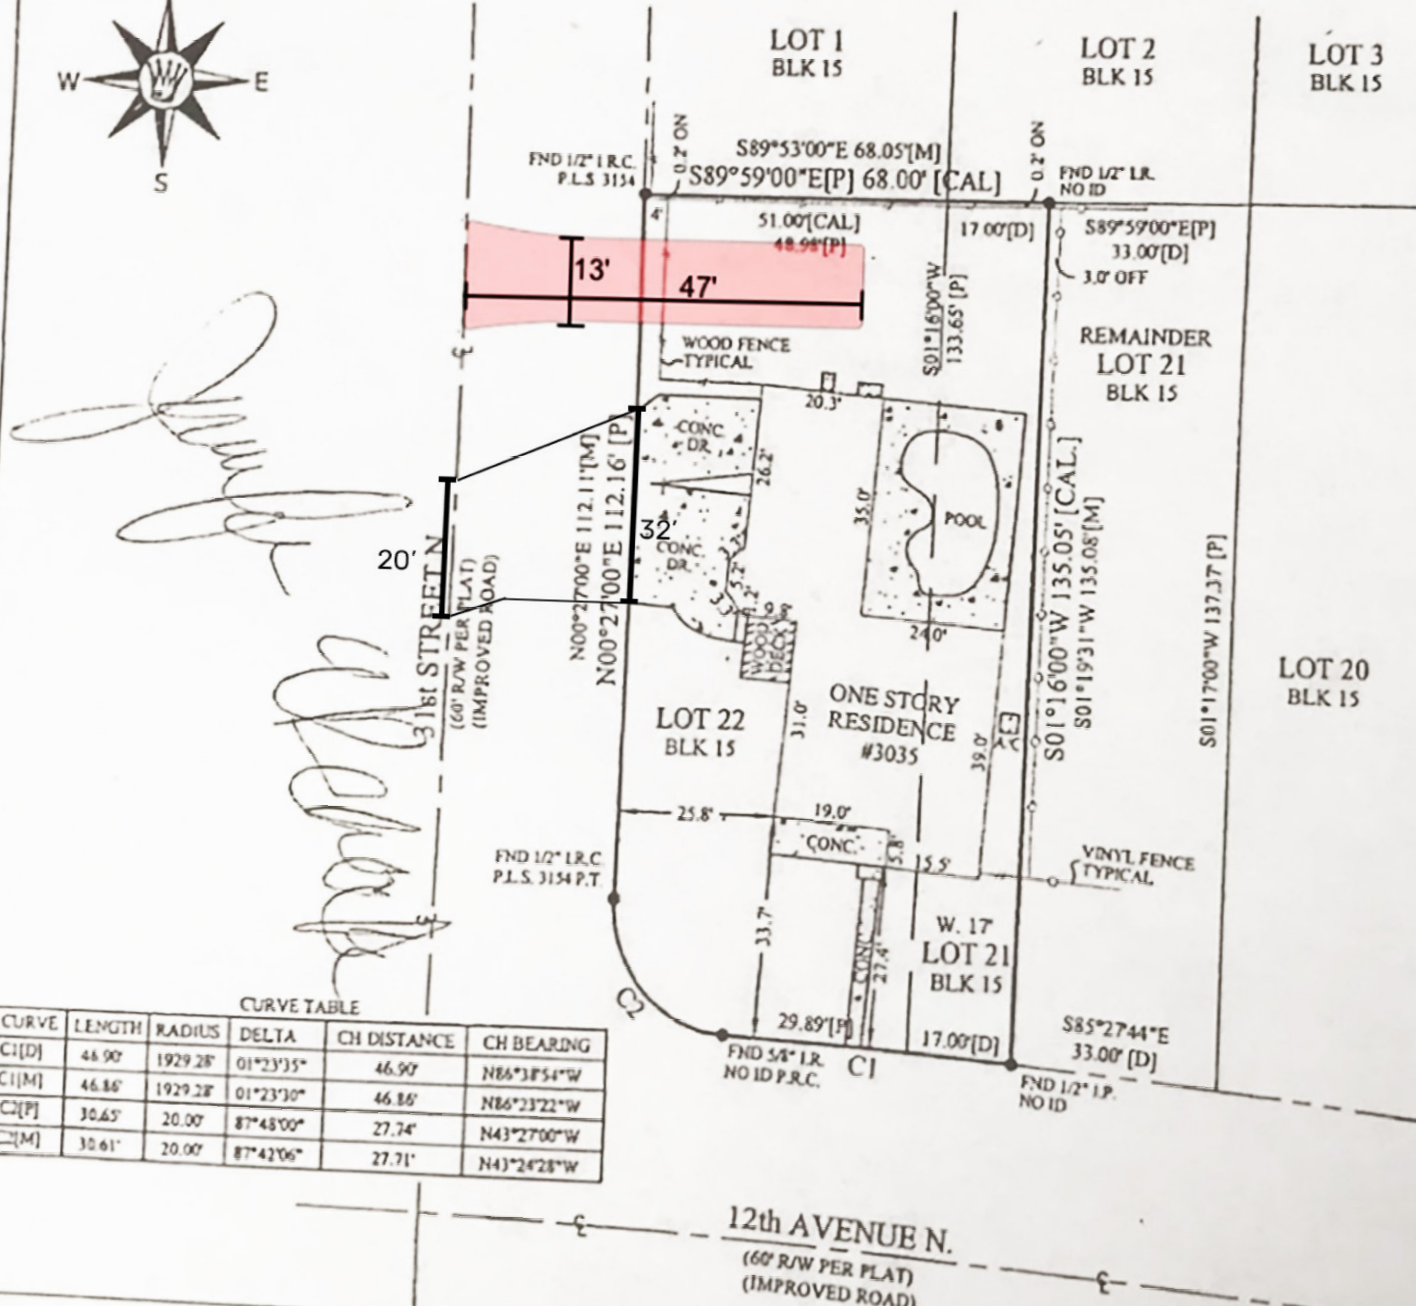 W
E
S
LOT 1
BLK 15
LOT 2
BLK 15
LOT 3
BLK 15
0.2' ON
0.2' ON
S89°53'00"E 68.05'[M]
S89°59'00"E[P] 68.00' [CAL]
FND 1/2" I.R.C.
P.L.S. 3154
FND 1/2" I.R.
NO ID
4'
51.00'[CAL]
48.98'[P]
17.00'[D]
S89°59'00"E[P]
33.00'[D]
3.0' OFF
13'
47'
S01°16'00"W
133.65' [P]
WOOD FENCE
TYPICAL
REMAINDER
LOT 21
BLK 15
20.3'
CONC.
DR.
26.2'
N00°27'00"E 112.11'[M]
N00°27'00"E 112.16' [P]
32'
20'
CONC.
DR.
35.0'
POOL
24.0'
5.2'
WOOD
DECK
31st STREET N.
(60' R/W PER PLAT)
(IMPROVED ROAD)
S01°16'00"W 135.05' [CAL.]
S01°19'31"W 135.08'[M]
S01°17'00"W 137.37' [P]
LOT 20
BLK 15
ONE STORY
RESIDENCE
#3035
LOT 22
BLK 15
31.0'
39.0'
25.8'
19.0'
CONC.
5.8'
15.5'
VINYL FENCE
TYPICAL
FND 1/2" I.R.C.
P.L.S. 3154 P.T.
33.7'
CONC
27.4'
W. 17'
LOT 21
BLK 15
C2
29.89'[P]
C1
17.00'[D]
S85°27'44"E
33.00' [D]
FND 5/8" I.R.
NO ID P.R.C.
FND 1/2" I.P.
NO ID
CURVE TABLE
CURVE LENGTH RADIUS DELTA CH DISTANCE CH BEARING
C1[D] 46.90' 1929.28' 01°23'35" 46.90' N86°38'54"W
C1[M] 46.86' 1929.28' 01°23'30" 46.86' N86°23'22"W
C2[P] 30.65' 20.00' 87°48'00" 27.74' N43°27'00"W
C2[M] 30.61' 20.00' 87°42'06" 27.71' N43°24'28"W
12th AVENUE N.
(60' R/W PER PLAT)
(IMPROVED ROAD)